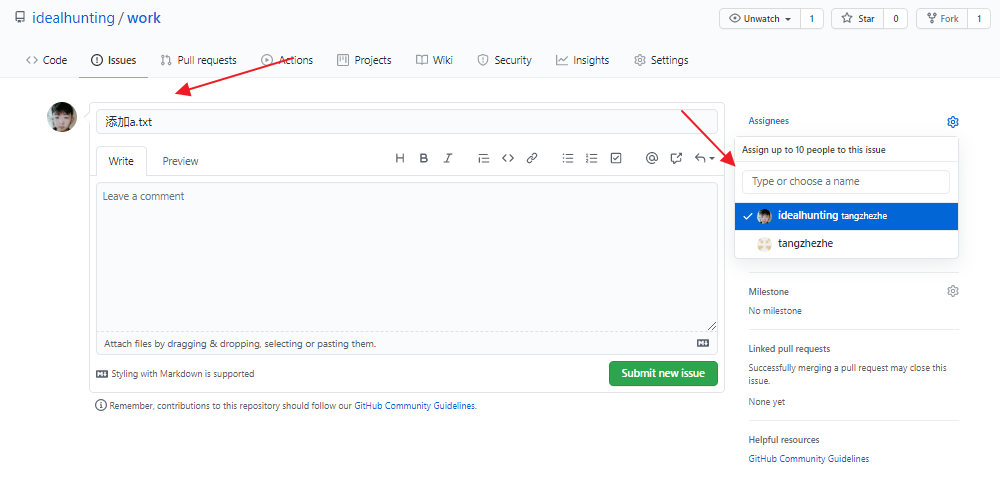 idealhunting / work
Unwatch 1 Star 0 Fork 1
Code Issues Pull requests Actions Projects Wiki Security Insights Settings
添加a.txt
Write Preview
Leave a comment
Attach files by dragging & dropping, selecting or pasting them.
Styling with Markdown is supported
Submit new issue
Remember, contributions to this repository should follow our GitHub Community Guidelines.
Assignees
Assign up to 10 people to this issue
Type or choose a name
idealhunting tangzhezhe
tangzhezhe
Milestone
No milestone
Linked pull requests
Successfully merging a pull request may close this
issue.
None yet
Helpful resources
GitHub Community Guidelines